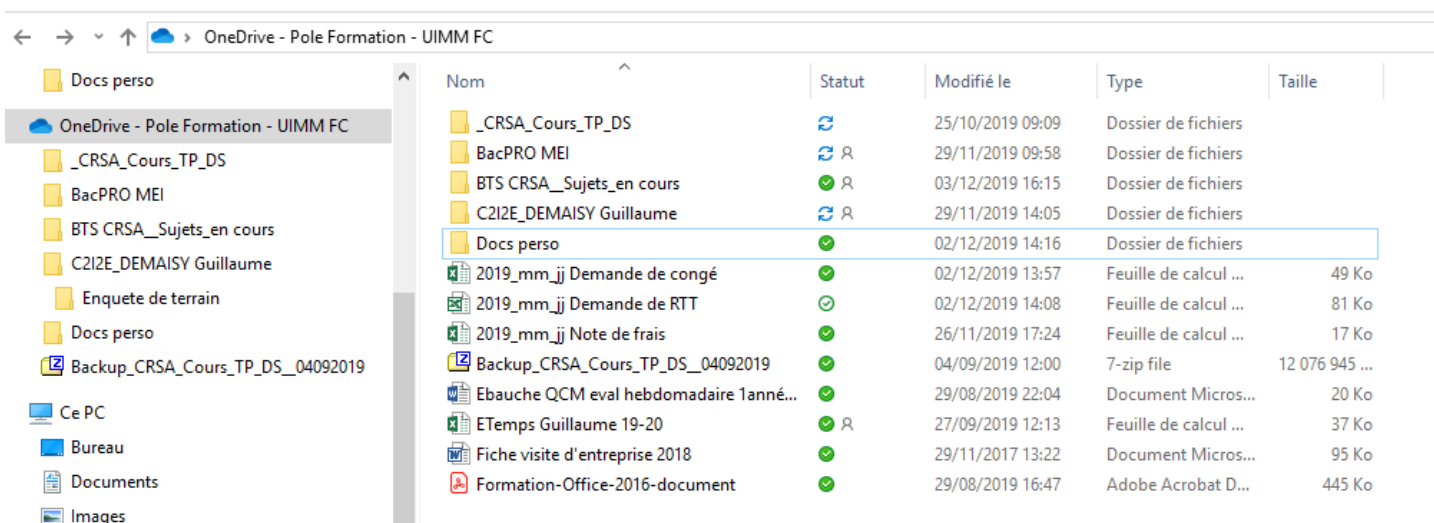 OneDrive - Pole Formation - UIMM FC
Docs perso
OneDrive - Pole Formation - UIMM FC
_CRSA_Cours_TP_DS
BacPRO MEI
BTS CRSA__Sujets_en cours
C2I2E_DEMAISY Guillaume
Enquete de terrain
Docs perso
Backup_CRSA_Cours_TP_DS__04092019
Ce PC
Bureau
Documents
Images
Nom Statut Modifié le Type Taille
_CRSA_Cours_TP_DS 25/10/2019 09:09 Dossier de fichiers
BacPRO MEI 29/11/2019 09:58 Dossier de fichiers
BTS CRSA__Sujets_en cours 03/12/2019 16:15 Dossier de fichiers
C2I2E_DEMAISY Guillaume 29/11/2019 14:05 Dossier de fichiers
Docs perso 02/12/2019 14:16 Dossier de fichiers
2019_mm_jj Demande de congé 02/12/2019 13:57 Feuille de calcul ... 49 Ko
2019_mm_jj Demande de RTT 02/12/2019 14:08 Feuille de calcul ... 81 Ko
2019_mm_jj Note de frais 26/11/2019 17:24 Feuille de calcul ... 17 Ko
Backup_CRSA_Cours_TP_DS__04092019 04/09/2019 12:00 7-zip file 12 076 945 ...
Ebauche QCM eval hebdomadaire 1anné... 29/08/2019 22:04 Document Micros... 20 Ko
ETemps Guillaume 19-20 27/09/2019 12:13 Feuille de calcul ... 37 Ko
Fiche visite d'entreprise 2018 29/11/2017 13:22 Document Micros... 95 Ko
Formation-Office-2016-document 29/08/2019 16:47 Adobe Acrobat D... 445 Ko